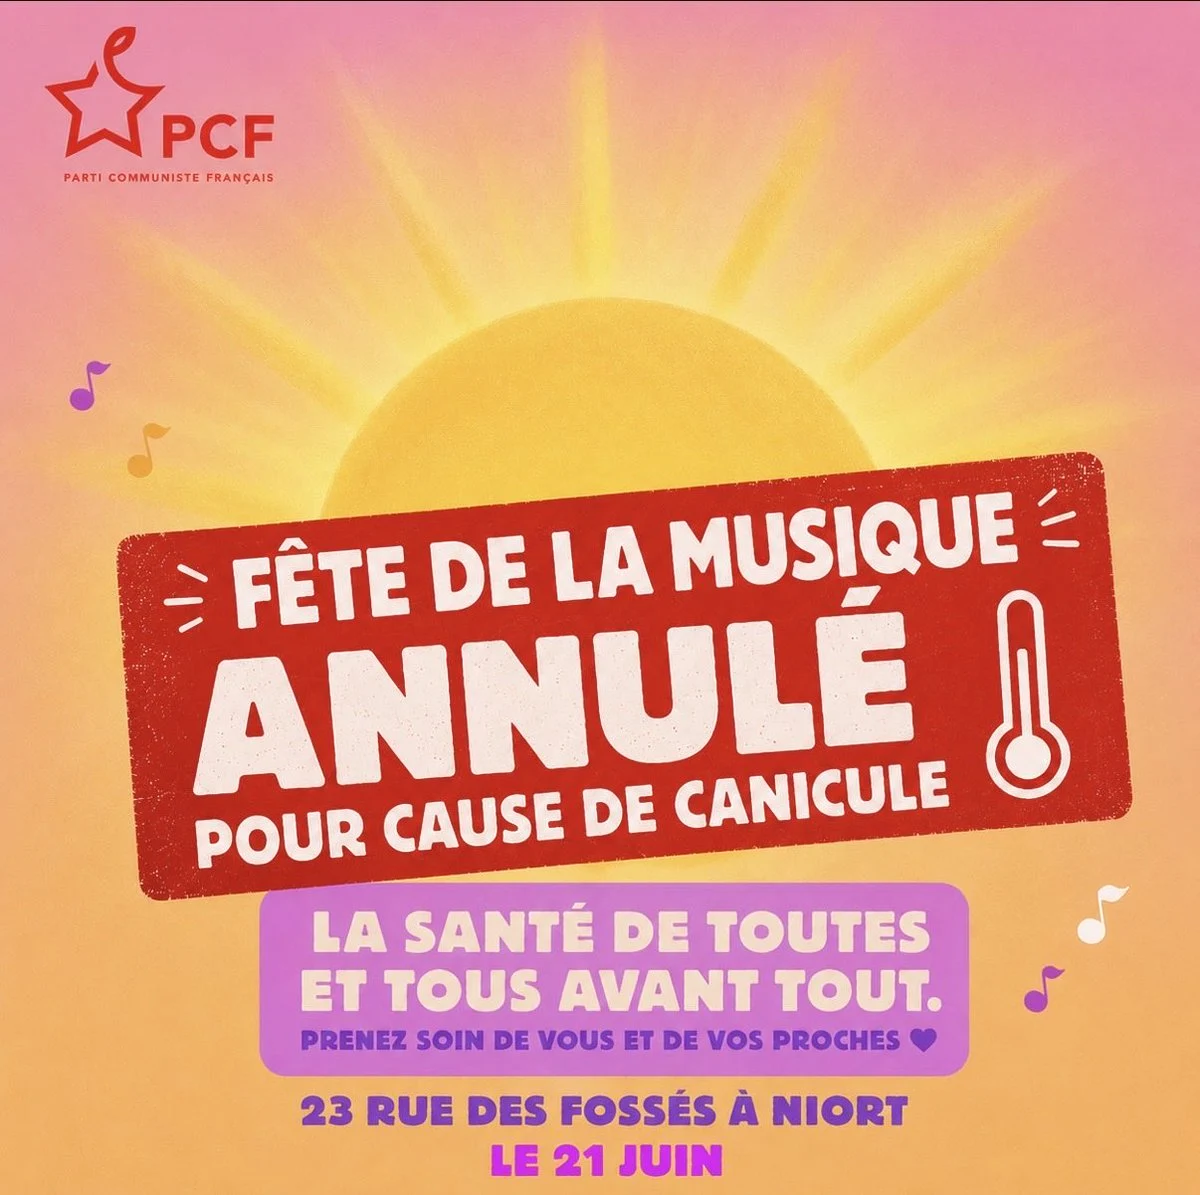 PCF
PARTI COMMUNISTE FRANÇAIS
FÊTE DE LA MUSIQUE
ANNULÉ
POUR CAUSE DE CANICULE
LA SANTÉ DE TOUTES
ET TOUS AVANT TOUT.
PRENEZ SOIN DE VOUS ET DE VOS PROCHES
23 RUE DES FOSSÉS À NIORT
LE 21 JUIN